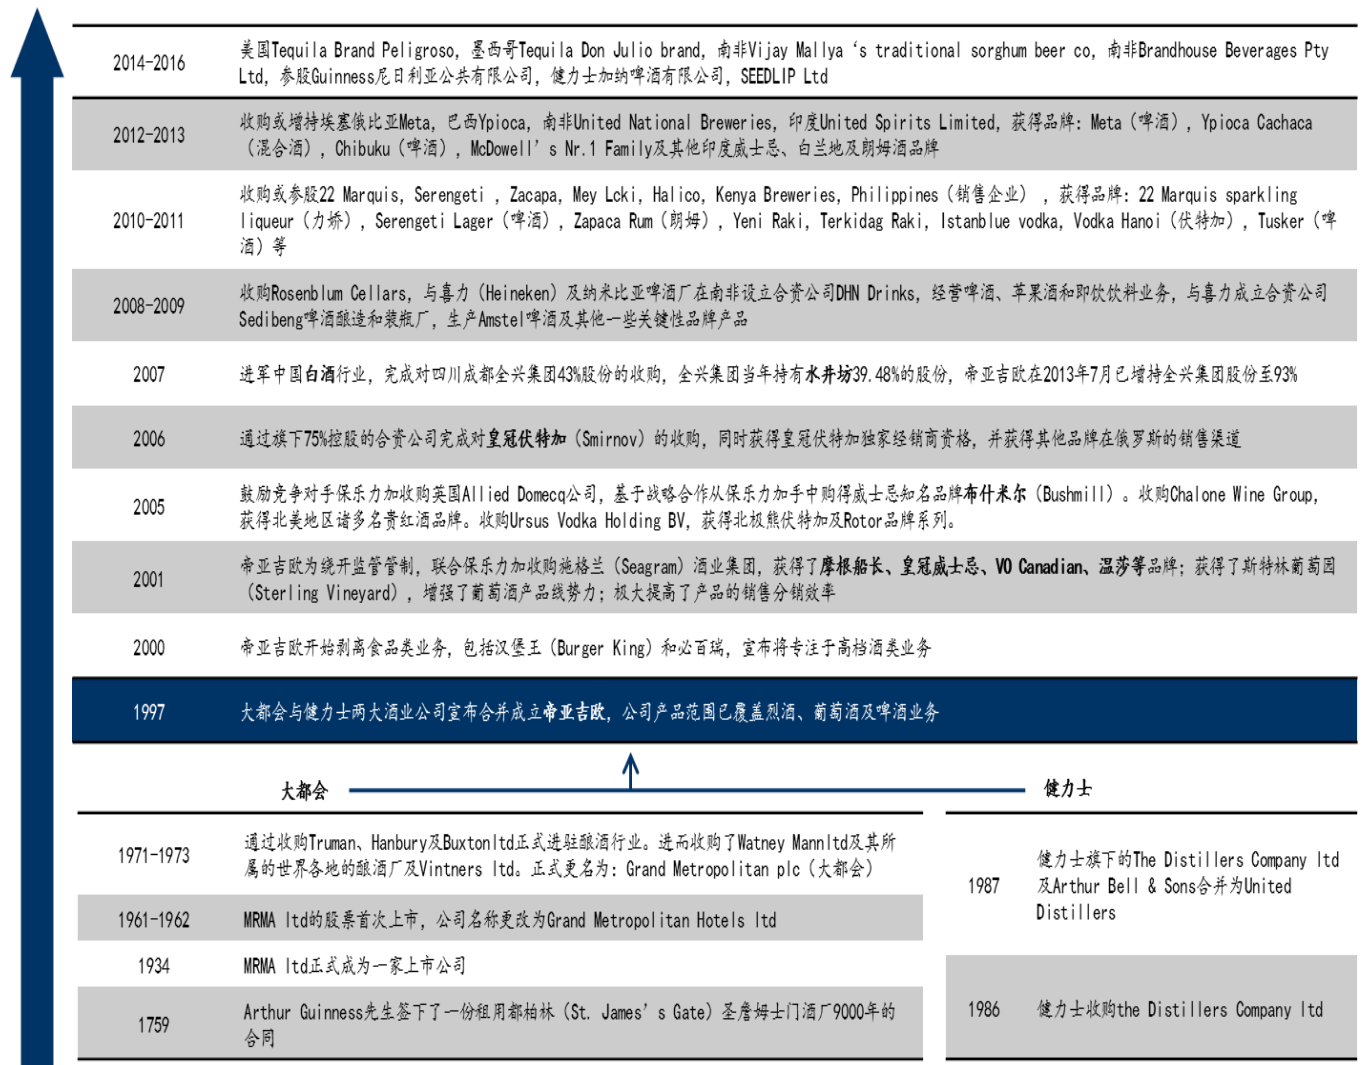 2014-2016
美国Tequila Brand Peligroso, 墨西哥Tequila Don Julio brand, 南非Vijay Mallya ‘s traditional sorghum beer co, 南非Brandhouse Beverages Pty
Ltd, 参股Guinness尼日利亚公共有限公司, 健力士加纳啤酒有限公司, SEEDLIP Ltd
2012-2013
收购或增持埃塞俄比亚Meta, 巴西Ypioca, 南非United National Breweries, 印度United Spirits Limited, 获得品牌: Meta (啤酒) , Ypioca Cachaca
(混合酒) , Chibuku (啤酒) , McDowell’s Nr.1 Family及其他印度威士忌、白兰地及朗姆酒品牌
2010-2011
收购或参股22 Marquis, Serengeti , Zacapa, Mey Lcki, Halico, Kenya Breweries, Philippines (销售企业) , 获得品牌: 22 Marquis sparkling
liqueur (力娇) , Serengeti Lager (啤酒) , Zapaca Rum (朗姆) , Yeni Raki, Terkidag Raki, Istanblue vodka, Vodka Hanoi (伏特加) , Tusker (啤
酒) 等
2008-2009
收购Rosenblum Cellars, 与喜力 (Heineken) 及纳米比亚啤酒厂在南非设立合资公司DHN Drinks, 经营啤酒、苹果酒和即饮饮料业务, 与喜力成立合资公司
Sedibeng啤酒酿造和装瓶厂, 生产Amstel啤酒及其他一些关键性品牌产品
2007
进军中国白酒行业, 完成对四川成都全兴集团43%股份的收购, 全兴集团当年持有水井坊39.48%的股份, 帝亚吉欧在2013年7月已增持全兴集团股份至93%
2006
通过旗下75%控股的合资公司完成对皇冠伏特加 (Smirnov) 的收购, 同时获得皇冠伏特加独家经销商资格, 并获得其他品牌在俄罗斯的销售渠道
2005
鼓励竞争对手保乐力加收购英国Allied Domecq公司, 基于战略合作从保乐力加手中购得威士忌知名品牌布什米尔 (Bushmill) 。收购Chalone Wine Group,
获得北美地区诸多名贵红酒品牌。收购Ursus Vodka Holding BV, 获得北极熊伏特加及Rotor品牌系列。
2001
帝亚吉欧为绕开监管管制, 联合保乐力加收购施格兰 (Seagram) 酒业集团, 获得了摩根船长、皇冠威士忌、VO Canadian、温莎等品牌; 获得了斯特林葡萄园
(Sterling Vineyard) , 增强了葡萄酒产品线势力; 极大提高了产品的销售分销效率
2000
帝亚吉欧开始剥离食品类业务, 包括汉堡王 (Burger King) 和必百瑞, 宣布将专注于高档酒类业务
1997
大都会与健力士两大酒业公司宣布合并成立帝亚吉欧, 公司产品范围已覆盖烈酒、葡萄酒及啤酒业务
大都会
健力士
1971-1973
通过收购Truman、Hanbury及Buxtonltd正式进驻酿酒行业。进而收购了Watney Mannltd及其所
属的世界各地的酿酒厂及Vintners ltd。正式更名为: Grand Metropolitan plc (大都会)
1961-1962
MRMA ltd的股票首次上市, 公司名称更改为Grand Metropolitan Hotels ltd
1934
MRMA ltd正式成为一家上市公司
1759
Arthur Guinness先生签下了一份租用都柏林 (St. James’s Gate) 圣詹姆士门酒厂9000年的
合同
1987
健力士旗下的The Distillers Company ltd
及Arthur Bell & Sons合并为United
Distillers
1986
健力士收购the Distillers Company ltd